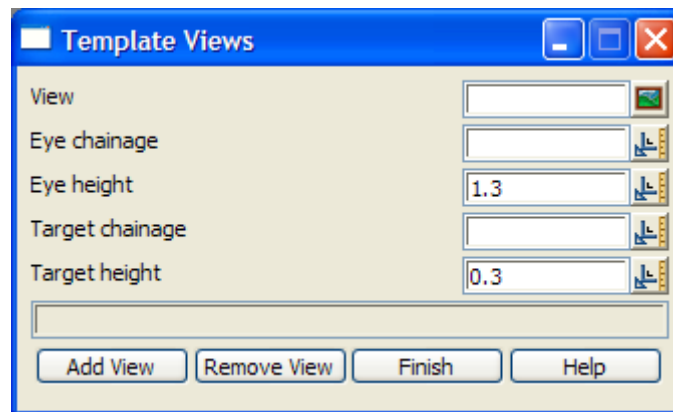 Template Views
View
Eye chainage
Eye height 1.3
Target chainage
Target height 0.3
Add View Remove View Finish Help